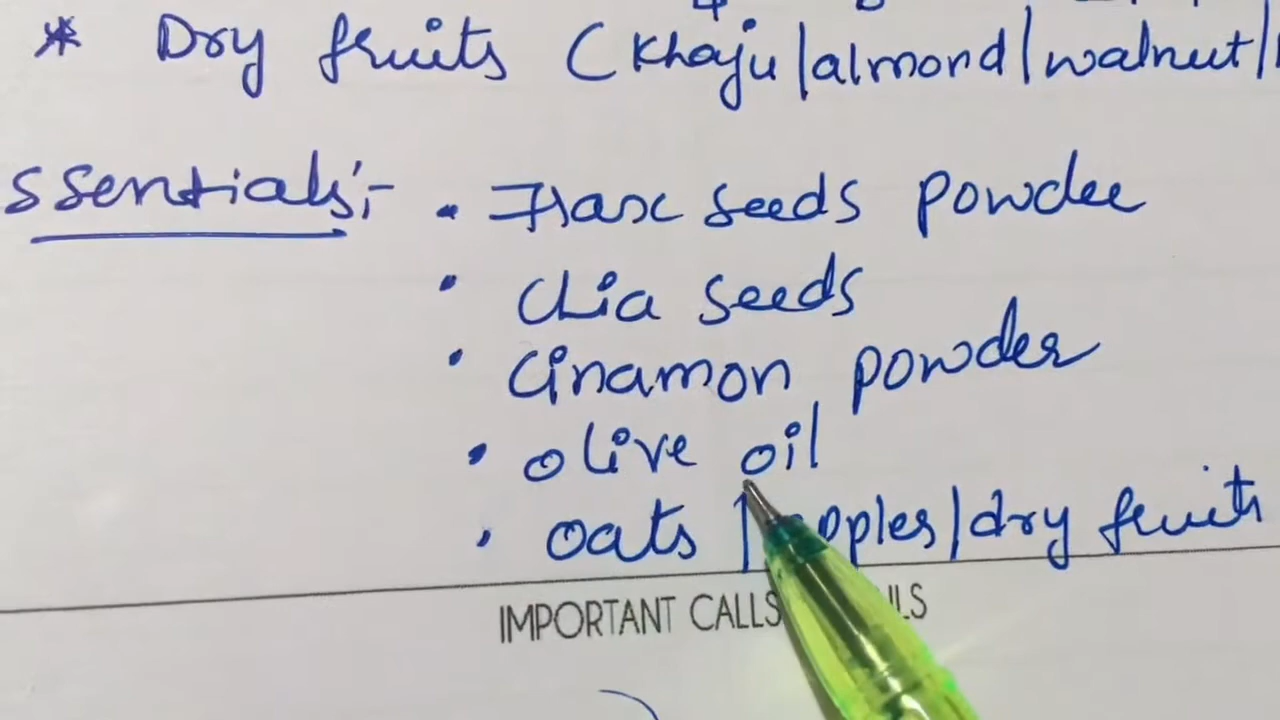 * Dry fruits (Khaju/almond/walnut/
ssentials:- • Flax seeds powder
• Chia seeds
• Cinamon powder
• olive oil
• oats /apples/dry fruits
IMPORTANT CALLS